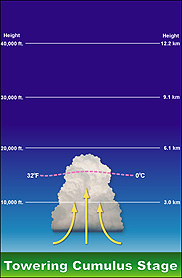 Height Height
40,000 ft. 12.2 km
30,000 ft. 9.1 km
20,000 ft. 6.1 km
32°F 0°C
10,000 ft. 3.0 km
Towering Cumulus Stage